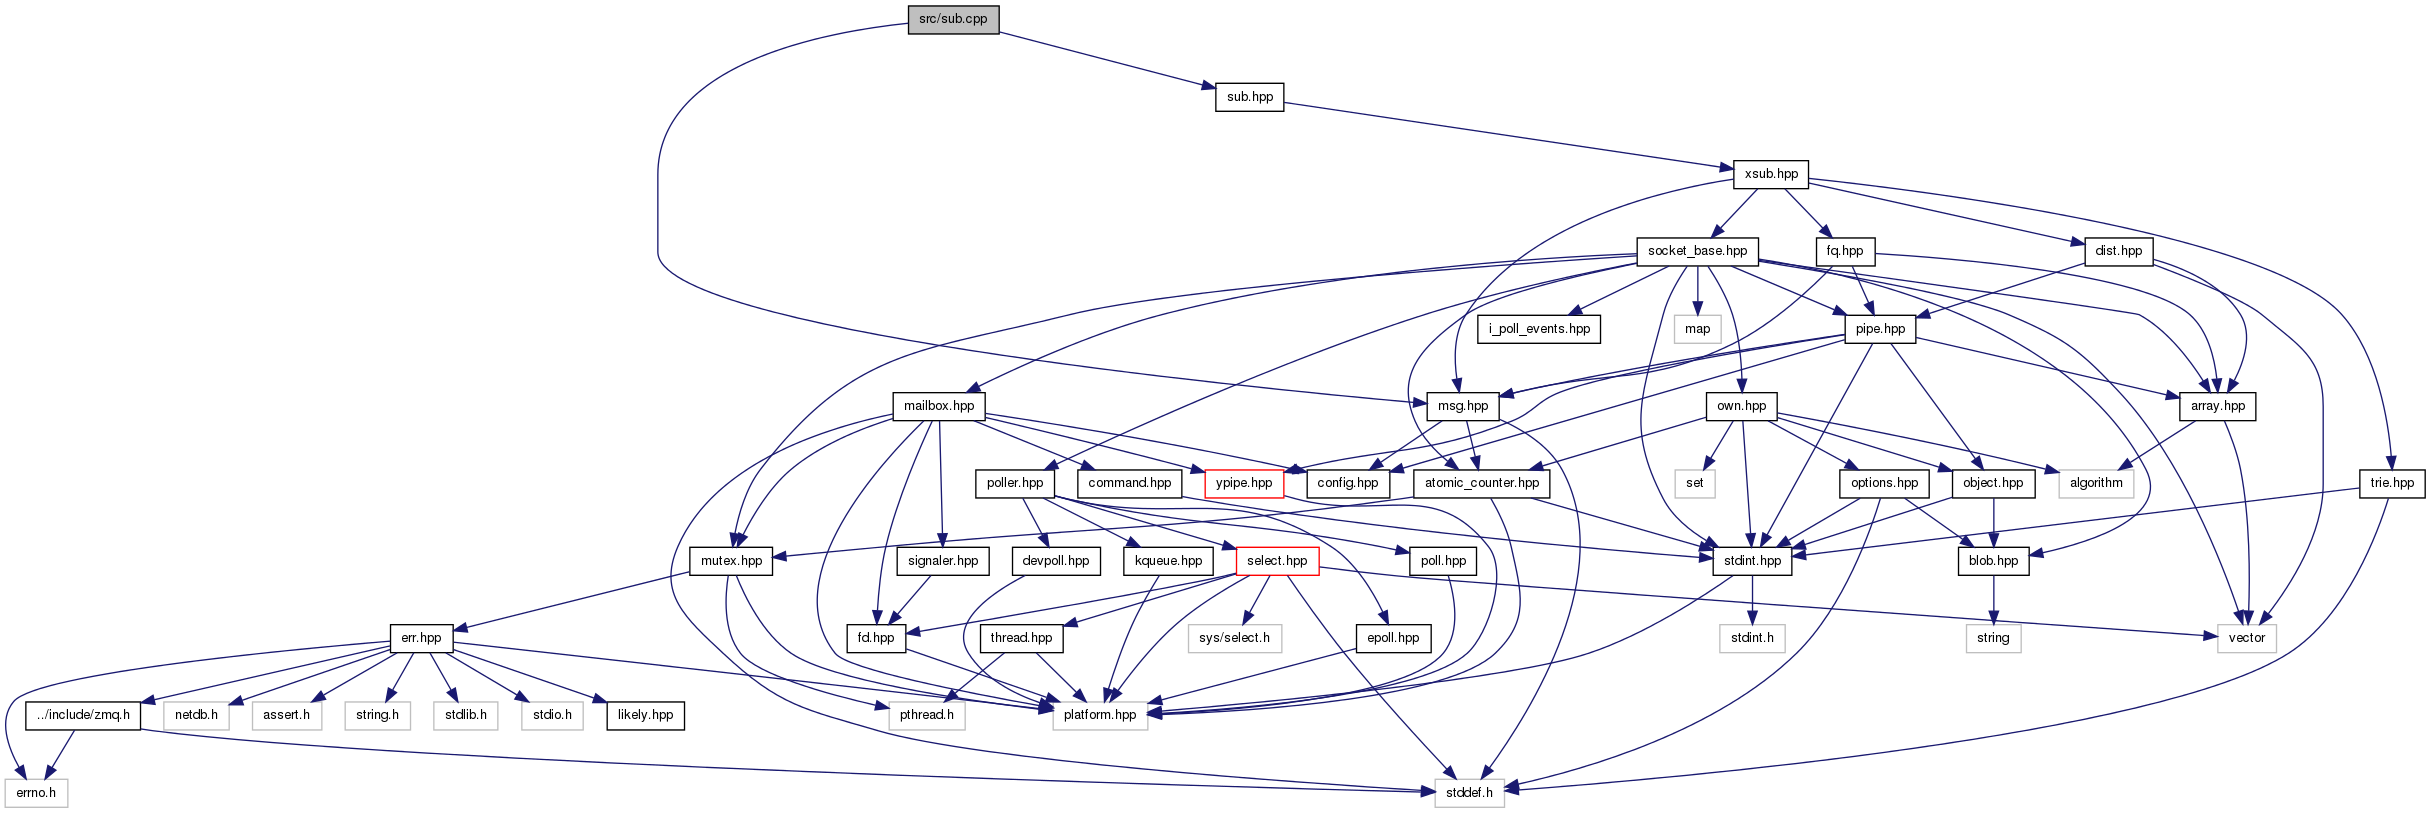 src/sub.cpp
sub.hpp
xsub.hpp
socket_base.hpp
fq.hpp
dist.hpp
i_poll_events.hpp
map
pipe.hpp
mailbox.hpp
msg.hpp
own.hpp
array.hpp
poller.hpp
command.hpp
ypipe.hpp
config.hpp
atomic_counter.hpp
set
options.hpp
object.hpp
algorithm
trie.hpp
mutex.hpp
signaler.hpp
devpoll.hpp
kqueue.hpp
select.hpp
poll.hpp
stdint.hpp
blob.hpp
err.hpp
fd.hpp
thread.hpp
sys/select.h
epoll.hpp
stdint.h
string
vector
../include/zmq.h
netdb.h
assert.h
string.h
stdlib.h
stdio.h
likely.hpp
pthread.h
platform.hpp
errno.h
stddef.h